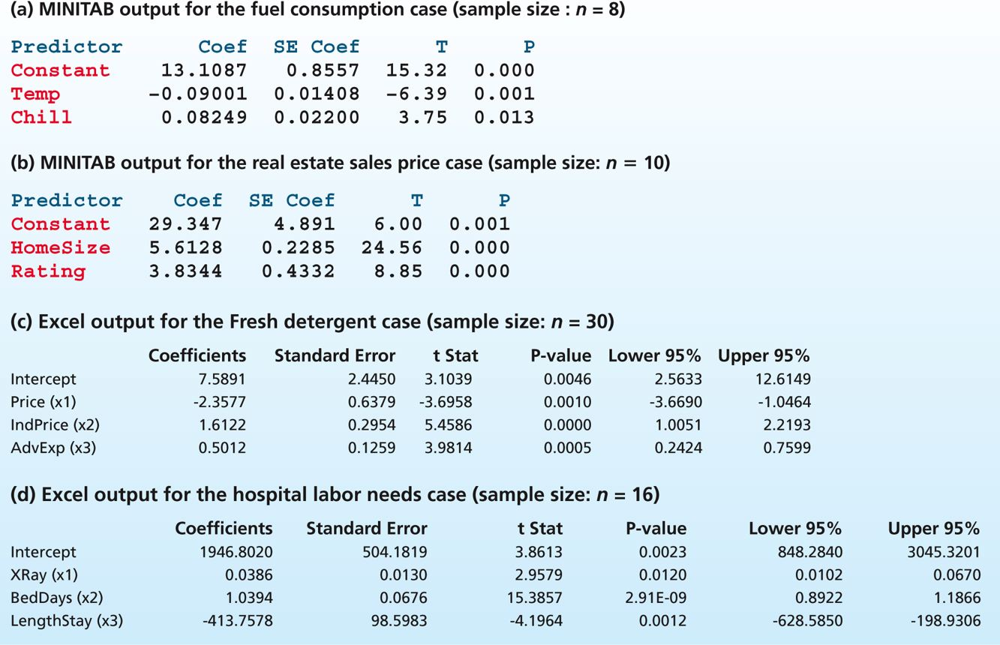 (a) MINITAB output for the fuel consumption case (sample size : n = 8)
Predictor Coef SE Coef T P
Constant 13.1087 0.8557 15.32 0.000
Temp −0.09001 0.01408 −6.39 0.001
Chill 0.08249 0.02200 3.75 0.013
(b) MINITAB output for the real estate sales price case (sample size: n = 10)
Predictor Coef SE Coef T P
Constant 29.347 4.891 6.00 0.001
HomeSize 5.6128 0.2285 24.56 0.000
Rating 3.8344 0.4332 8.85 0.000
(c) Excel output for the Fresh detergent case (sample size: n = 30)
Coefficients Standard Error t Stat P-value Lower 95% Upper 95%
Intercept 7.5891 2.4450 3.1039 0.0046 2.5633 12.6149
Price (x1) -2.3577 0.6379 -3.6958 0.0010 -3.6690 -1.0464
IndPrice (x2) 1.6122 0.2954 5.4586 0.0000 1.0051 2.2193
AdvExp (x3) 0.5012 0.1259 3.9814 0.0005 0.2424 0.7599
(d) Excel output for the hospital labor needs case (sample size: n = 16)
Coefficients Standard Error t Stat P-value Lower 95% Upper 95%
Intercept 1946.8020 504.1819 3.8613 0.0023 848.2840 3045.3201
XRay (x1) 0.0386 0.0130 2.9579 0.0120 0.0102 0.0670
BedDays (x2) 1.0394 0.0676 15.3857 2.91E-09 0.8922 1.1866
LengthStay (x3) -413.7578 98.5983 -4.1964 0.0012 -628.5850 -198.9306